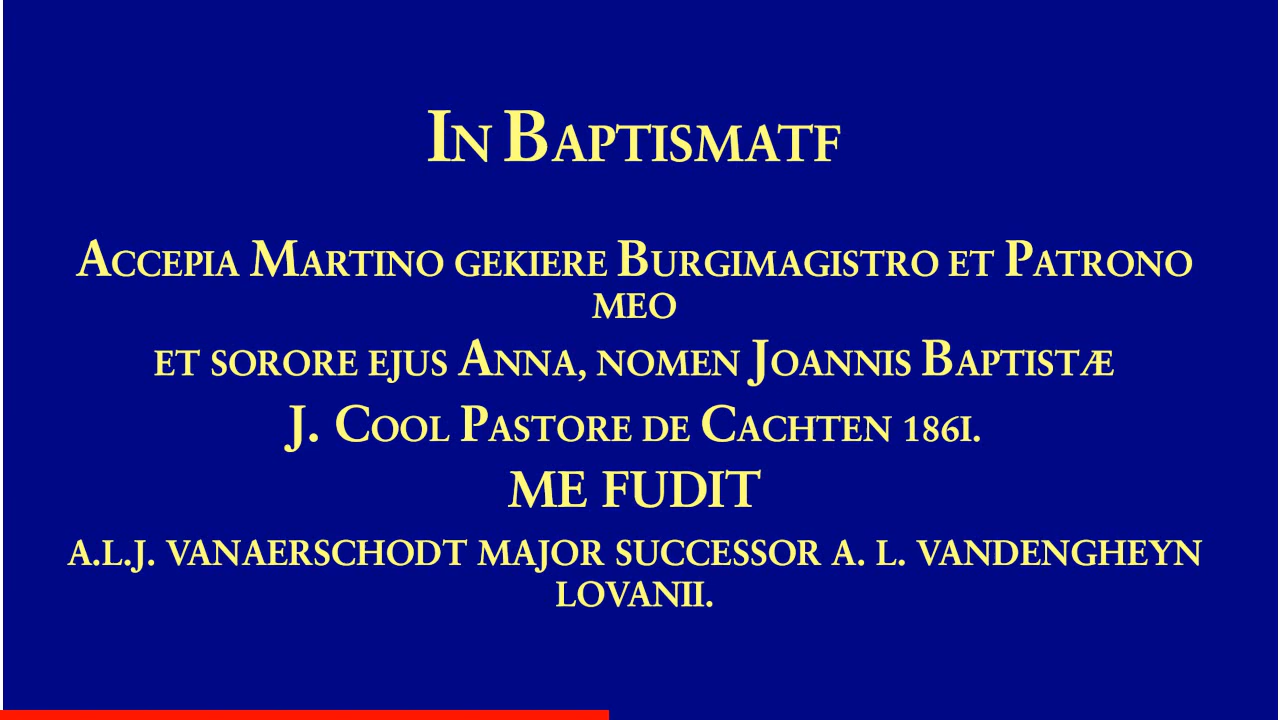 In Baptismatf
Accepia Martino gekiere Burgimagistro et Patrono
meo
et sorore ejus Anna, nomen Joannis Baptistæ
J. Cool Pastore de Cachten 186I.
ME FUDIT
A.L.J. VANAERSCHODT MAJOR SUCCESSOR A. L. VANDENGHEYN
LOVANII.